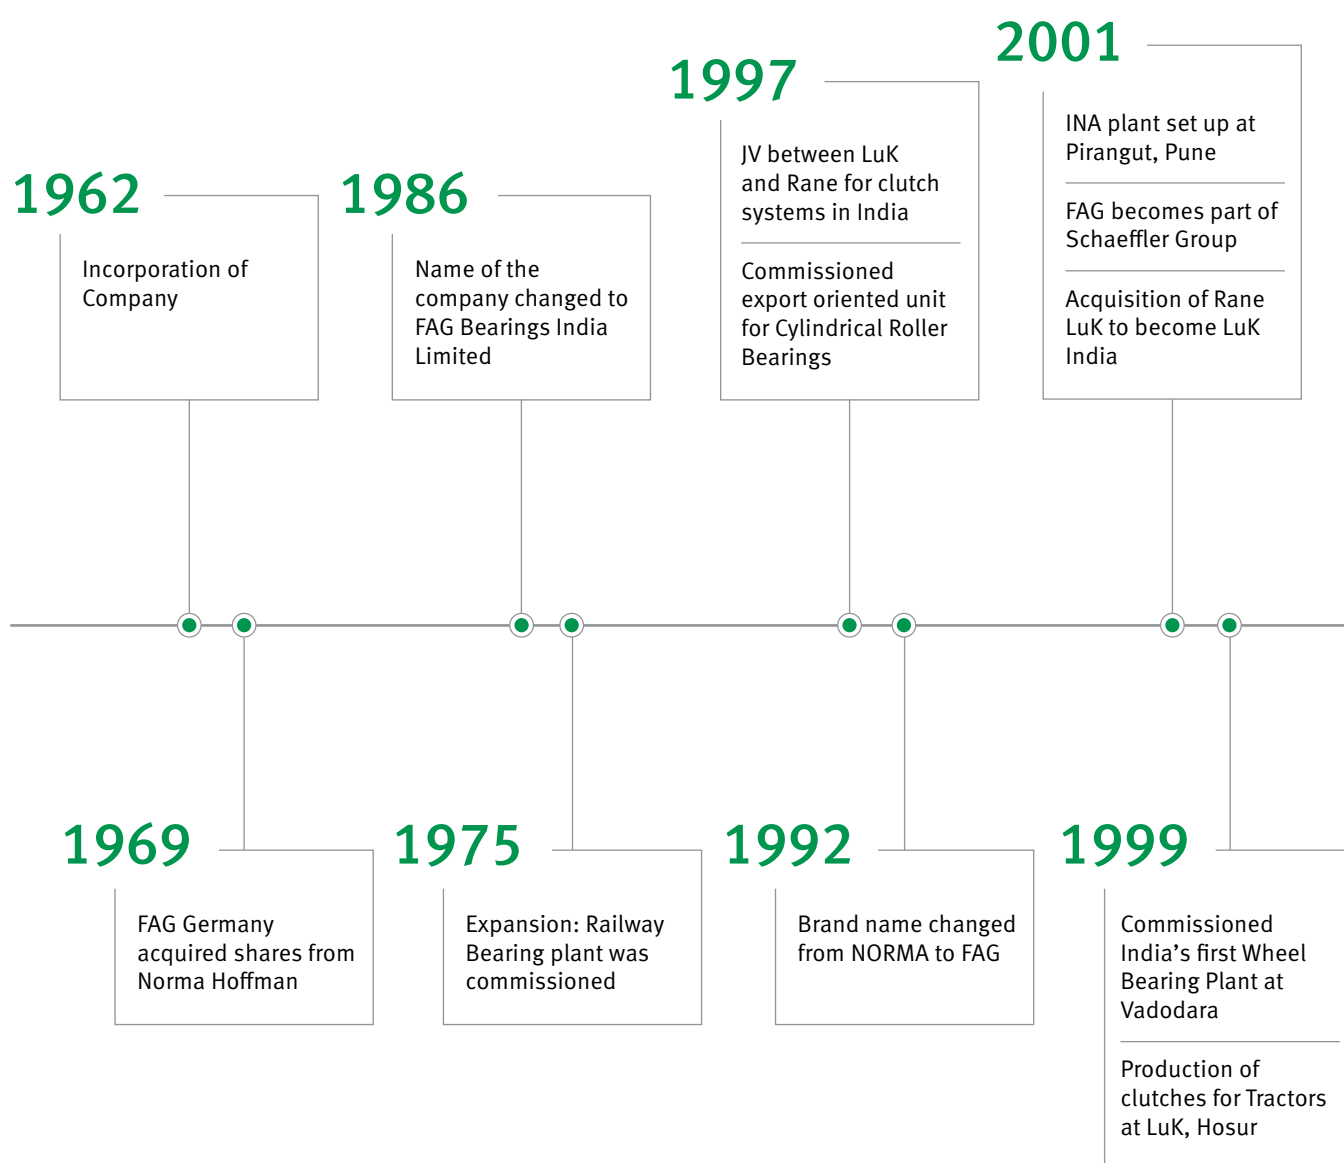 1962
Incorporation of
Company
1986
Name of the
company changed to
FAG Bearings India
Limited
1997
JV between LuK
and Rane for clutch
systems in India
Commissioned
export oriented unit
for Cylindrical Roller
Bearings
2001
INA plant set up at
Pirangut, Pune
FAG becomes part of
Schaeffler Group
Acquisition of Rane
LuK to become LuK
India
1969
FAG Germany
acquired shares from
Norma Hoffman
1975
Expansion: Railway
Bearing plant was
commissioned
1992
Brand name changed
from NORMA to FAG
1999
Commissioned
India’s first Wheel
Bearing Plant at
Vadodara
Production of
clutches for Tractors
at LuK, Hosur